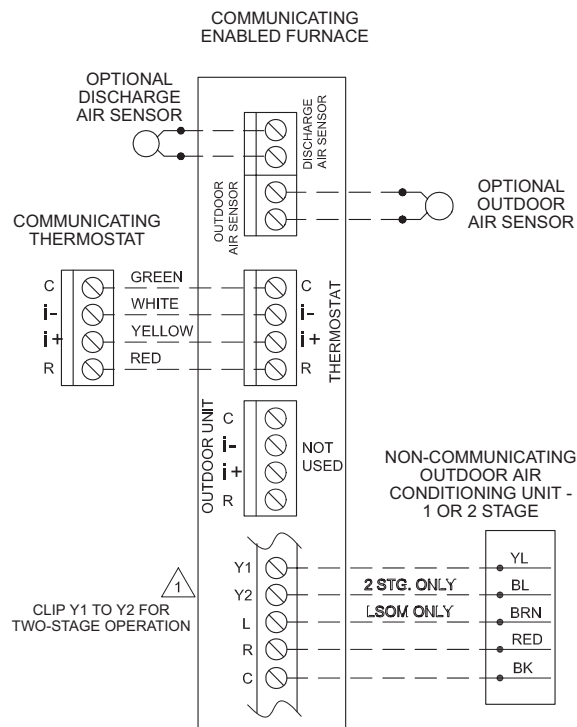 COMMUNICATING
ENABLED FURNACE
OPTIONAL
DISCHARGE
AIR SENSOR
DISCHARGE
AIR SENSOR
OUTDOOR
AIR SENSOR
OPTIONAL
OUTDOOR
AIR SENSOR
COMMUNICATING
THERMOSTAT
C GREEN C
i- WHITE i-
i+ YELLOW i+
R RED R
THERMOSTAT
OUTDOOR UNIT
C
i-
i+
R
NOT
USED
NON-COMMUNICATING
OUTDOOR AIR
CONDITIONING UNIT -
1 OR 2 STAGE
1
CLIP Y1 TO Y2 FOR
TWO-STAGE OPERATION
Y1 YL
Y2 2 STG. ONLY BL
L LSOM ONLY BRN
R RED
C BK